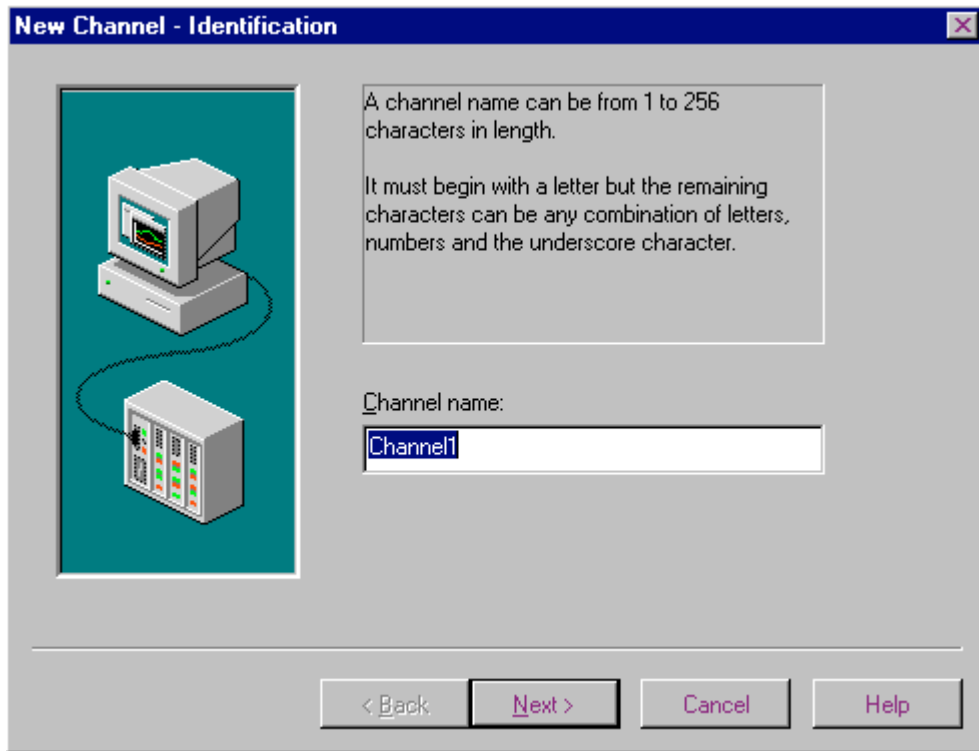 New Channel - Identification
A channel name can be from 1 to 256
characters in length.
It must begin with a letter but the remaining
characters can be any combination of letters,
numbers and the underscore character.
Channel name:
Channel1
< Back
Next >
Cancel
Help